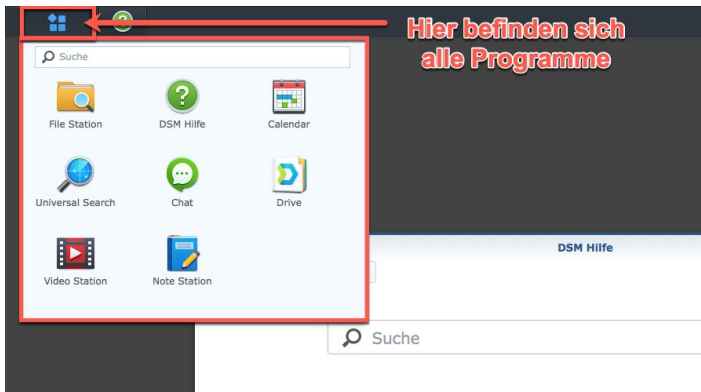 Hier befinden sich
alle Programme
Suche
File Station
DSM Hilfe
Calendar
Universal Search
Chat
Drive
Video Station
Note Station
DSM Hilfe
Suche